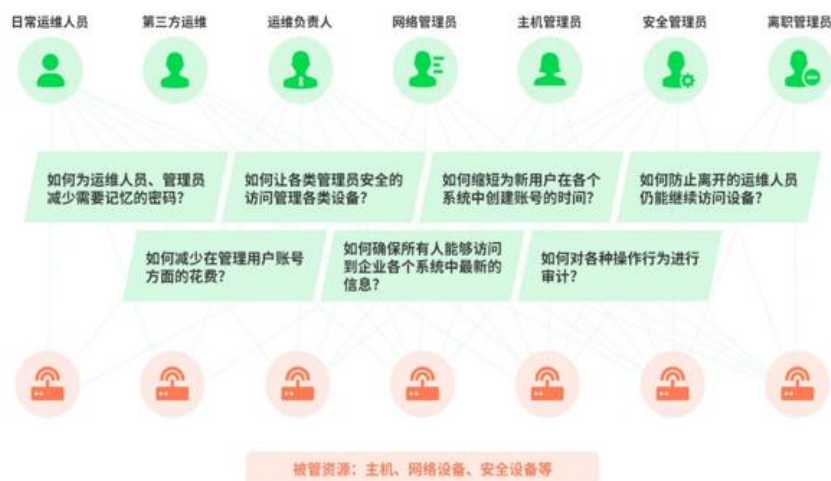 日常运维人员
第三方运维
运维负责人
网络管理员
主机管理员
安全管理员
离职管理员
如何为运维人员、管理员
减少需要记忆的密码?
如何让各类管理员安全的
访问管理各类设备?
如何缩短为新用户在各个
系统中创建账号的时间?
如何防止离开的运维人员
仍能继续访问设备?
如何减少在管理用户账号
方面的花费?
如何确保所有人能够访问
到企业各个系统中最新的
信息?
如何对各种操作行为进行
审计?
被管资源：主机、网络设备、安全设备等